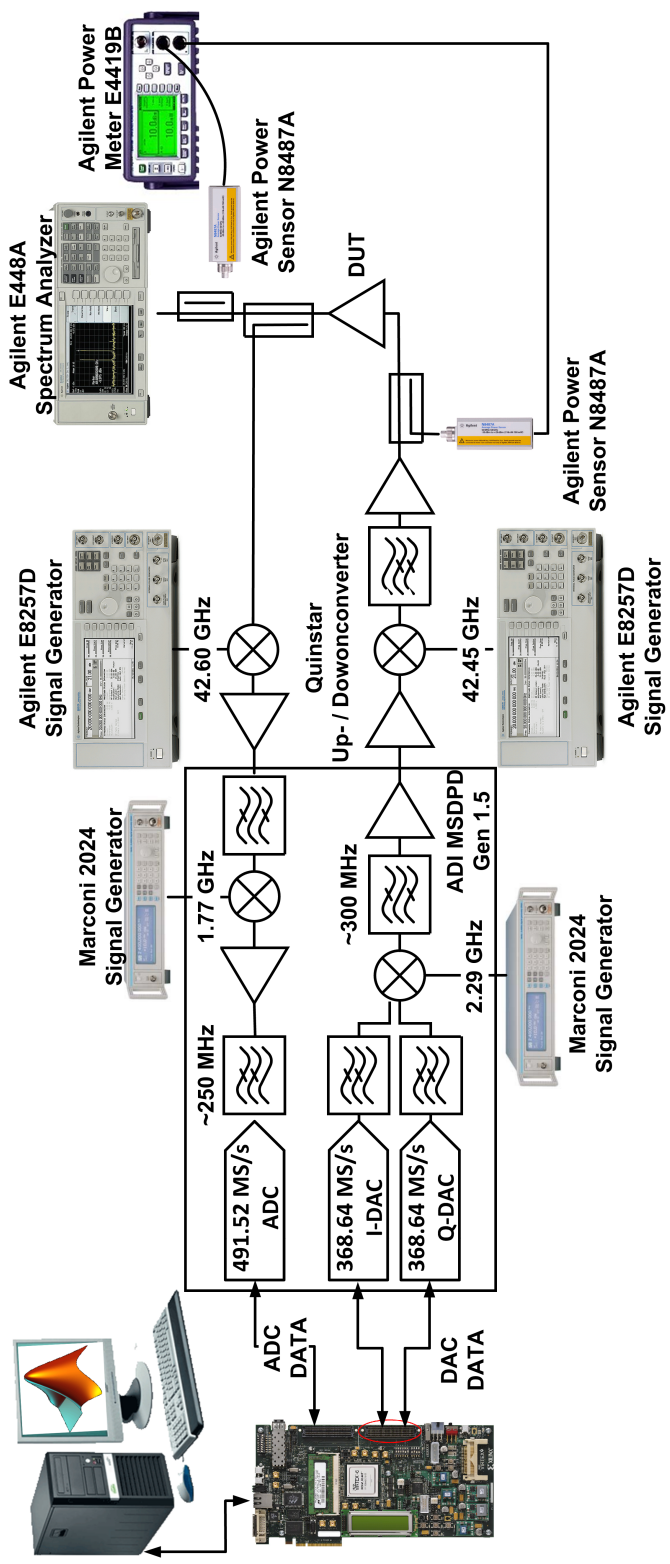 Agilent Power
Meter E4419B
Agilent E448A
Spectrum Analyzer
Agilent Power
Sensor N8487A
DUT
Agilent Power
Sensor N8487A
Agilent E8257D
Signal Generator
42.60 GHz
Quinstar
Up- / Dowonconverter
42.45 GHz
Agilent E8257D
Signal Generator
Marconi 2024
Signal Generator
1.77 GHz
~250 MHz
491.52 MS/s
ADC
~300 MHz
ADI MSDPD
Gen 1.5
2.29 GHz
Marconi 2024
Signal Generator
368.64 MS/s
I-DAC
368.64 MS/s
Q-DAC
ADC
DATA
DAC
DATA